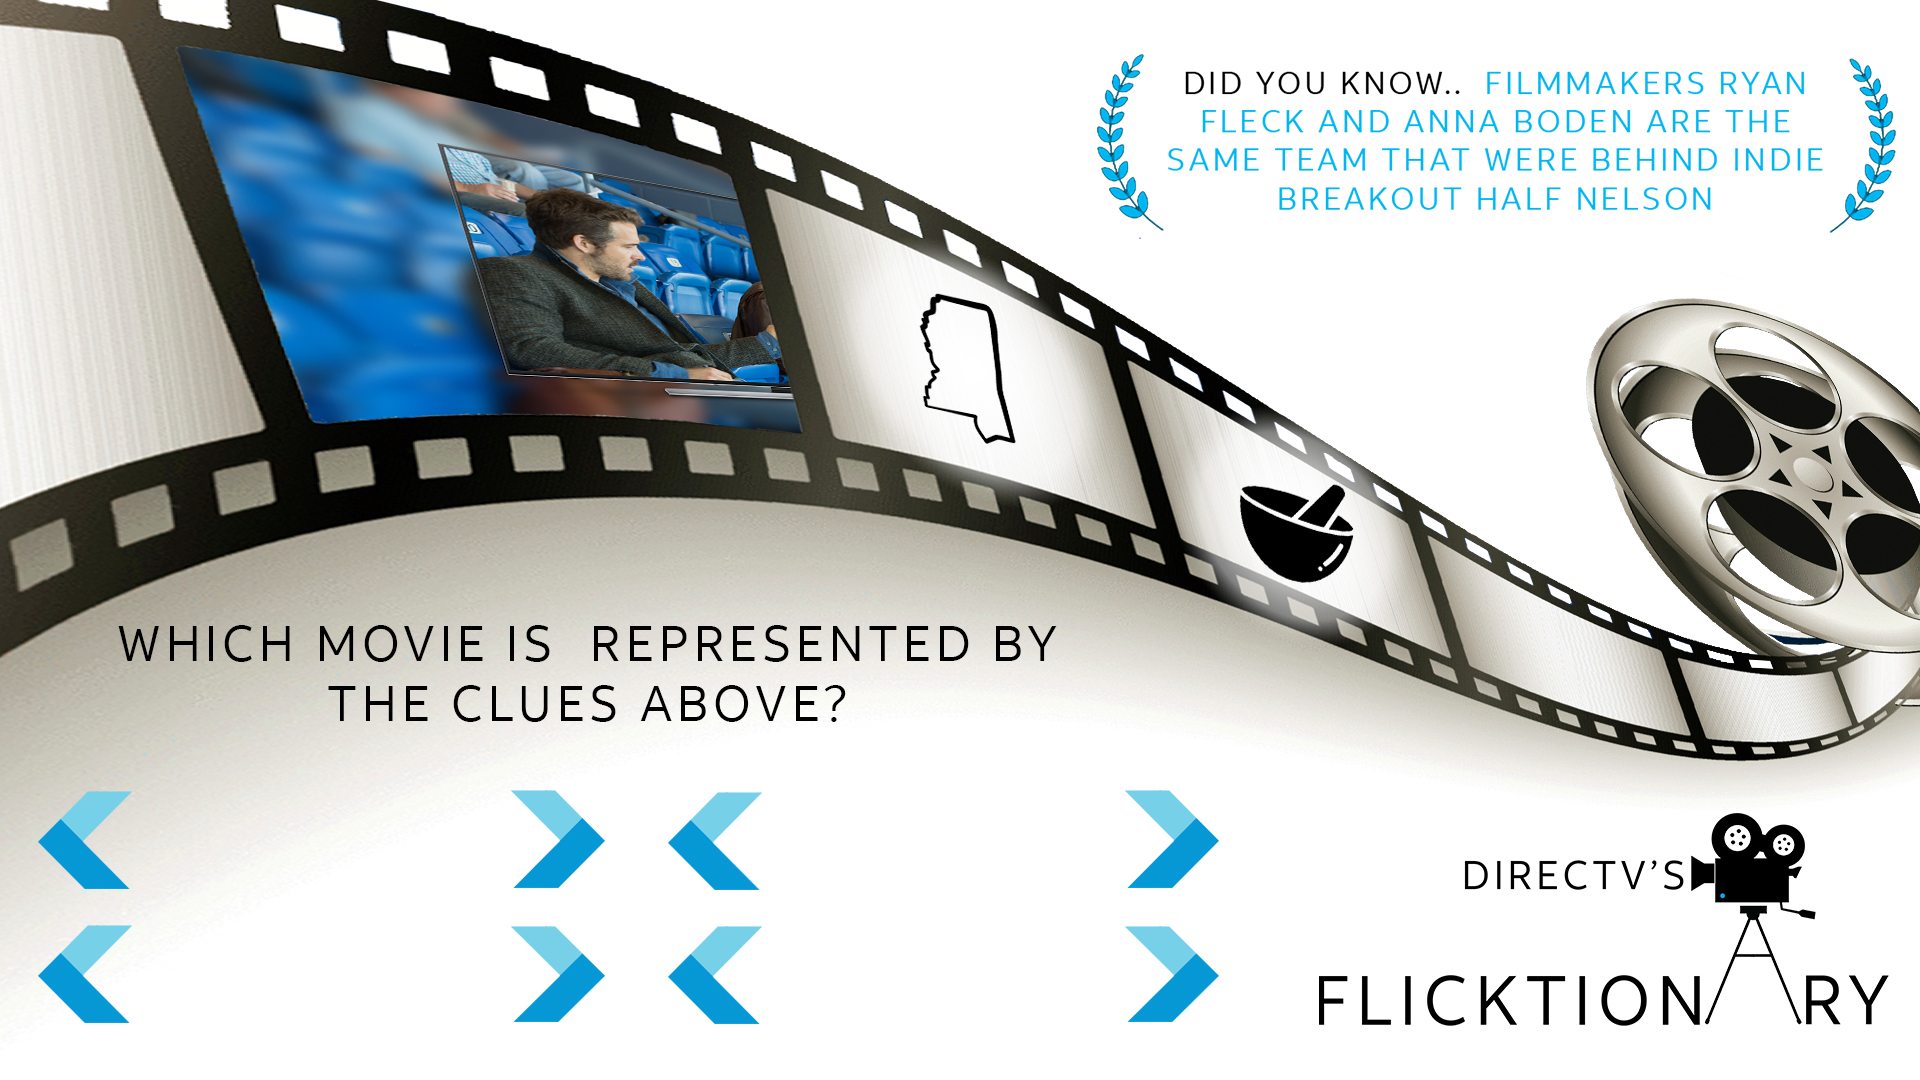 DID YOU KNOW.. FILMMAKERS RYAN
FLECK AND ANNA BODEN ARE THE
SAME TEAM THAT WERE BEHIND INDIE
BREAKOUT HALF NELSON
WHICH MOVIE IS REPRESENTED BY
THE CLUES ABOVE?
DIRECTV'S
FLICKTIONARY